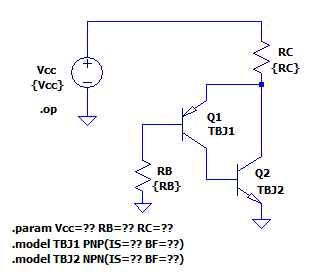 RC
{RC}
Vcc
{Vcc}
.op
Q1
TBJ1
RB
{RB}
Q2
TBJ2
.param Vcc=?? RB=?? RC=??
.model TBJ1 PNP(IS=?? BF=??)
.model TBJ2 NPN(IS=?? BF=??)